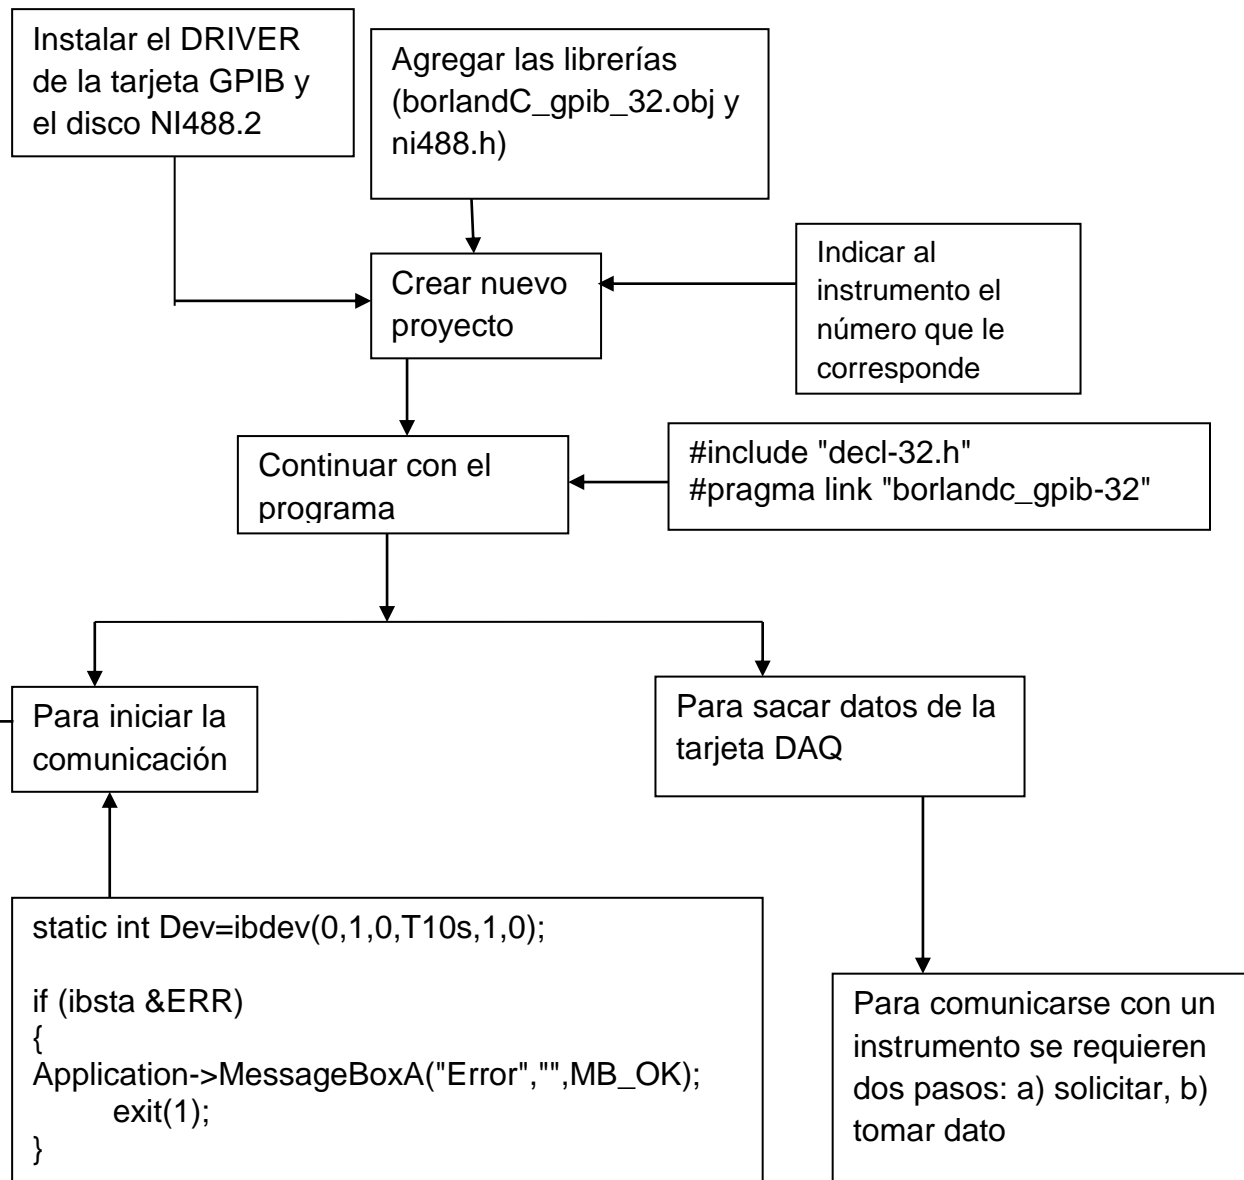 Instalar el DRIVER
de la tarjeta GPIB y
el disco NI488.2
Agregar las librerías
(borlandC_gpib_32.obj y
ni488.h)
Crear nuevo
proyecto
Indicar al
instrumento el
número que le
corresponde
Continuar con el
programa
#include "decl-32.h"
#pragma link "borlandc_gpib-32"
Para iniciar la
comunicación
Para sacar datos de la
tarjeta DAQ
static int Dev=ibdev(0,1,0,T10s,1,0);
if (ibsta &ERR)
{
Application->MessageBoxA("Error","",MB_OK);
exit(1);
}
Para comunicarse con un
instrumento se requieren
dos pasos: a) solicitar, b)
tomar dato